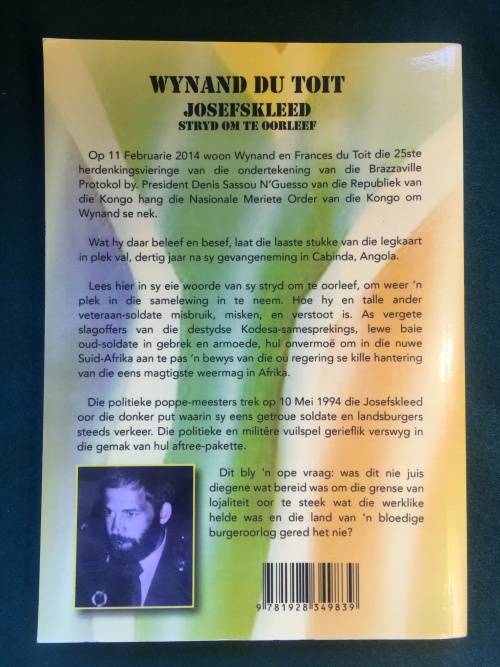 WYNAND DU TOIT
JOSEFSKLEED
STRYD OM TE OORLEEF
Op 11 Februarie 2014 woon Wynand en Frances du Toit die 25ste
herdenkingsvieringe van die ondertekening van die Brazzaville
Protokol by. President Denis Sassou N'Guesso van die Republiek van
die Kongo hang die Nasionale Meriete Order van die Kongo om
Wynand se nek.
Wat hy daar beleef en besef, laat die laaste stukke van die legkaart
in plek val, dertig jaar na sy gevangeneming in Cabinda, Angola.
Lees hier in sy eie woorde van sy stryd om te oorleef, om weer 'n
plek in die samelewing in te neem. Hoe hy en talle ander
veteraan-soldate misbruik, misken, en verstoot is. As vergete
slagoffers van die destydse Kodesa-samesprekings, lewe baie
oud-soldate in gebrek en armoede, hul onvermoë om in die nuwe
Suid-Afrika aan te pas 'n bewys van die ou regering se kille hantering
van die eens magtigste weermag in Afrika.
Die politieke poppe-meesters trek op 10 Mei 1994 die Josefskleed
oor die donker put waarin sy eens getroue soldate en landsburgers
steeds verkeer. Die politieke en militêre vuilspel gerieflik verswyg in
die gemak van hul aftree-pakette.
Dit bly 'n ope vraag: was dit nie juis
diegene wat bereid was om die grense van
lojaliteit oor te steek wat die werklike
helde was en die land van 'n bloedige
burgeroorlog gered het nie?
9 781928 349839